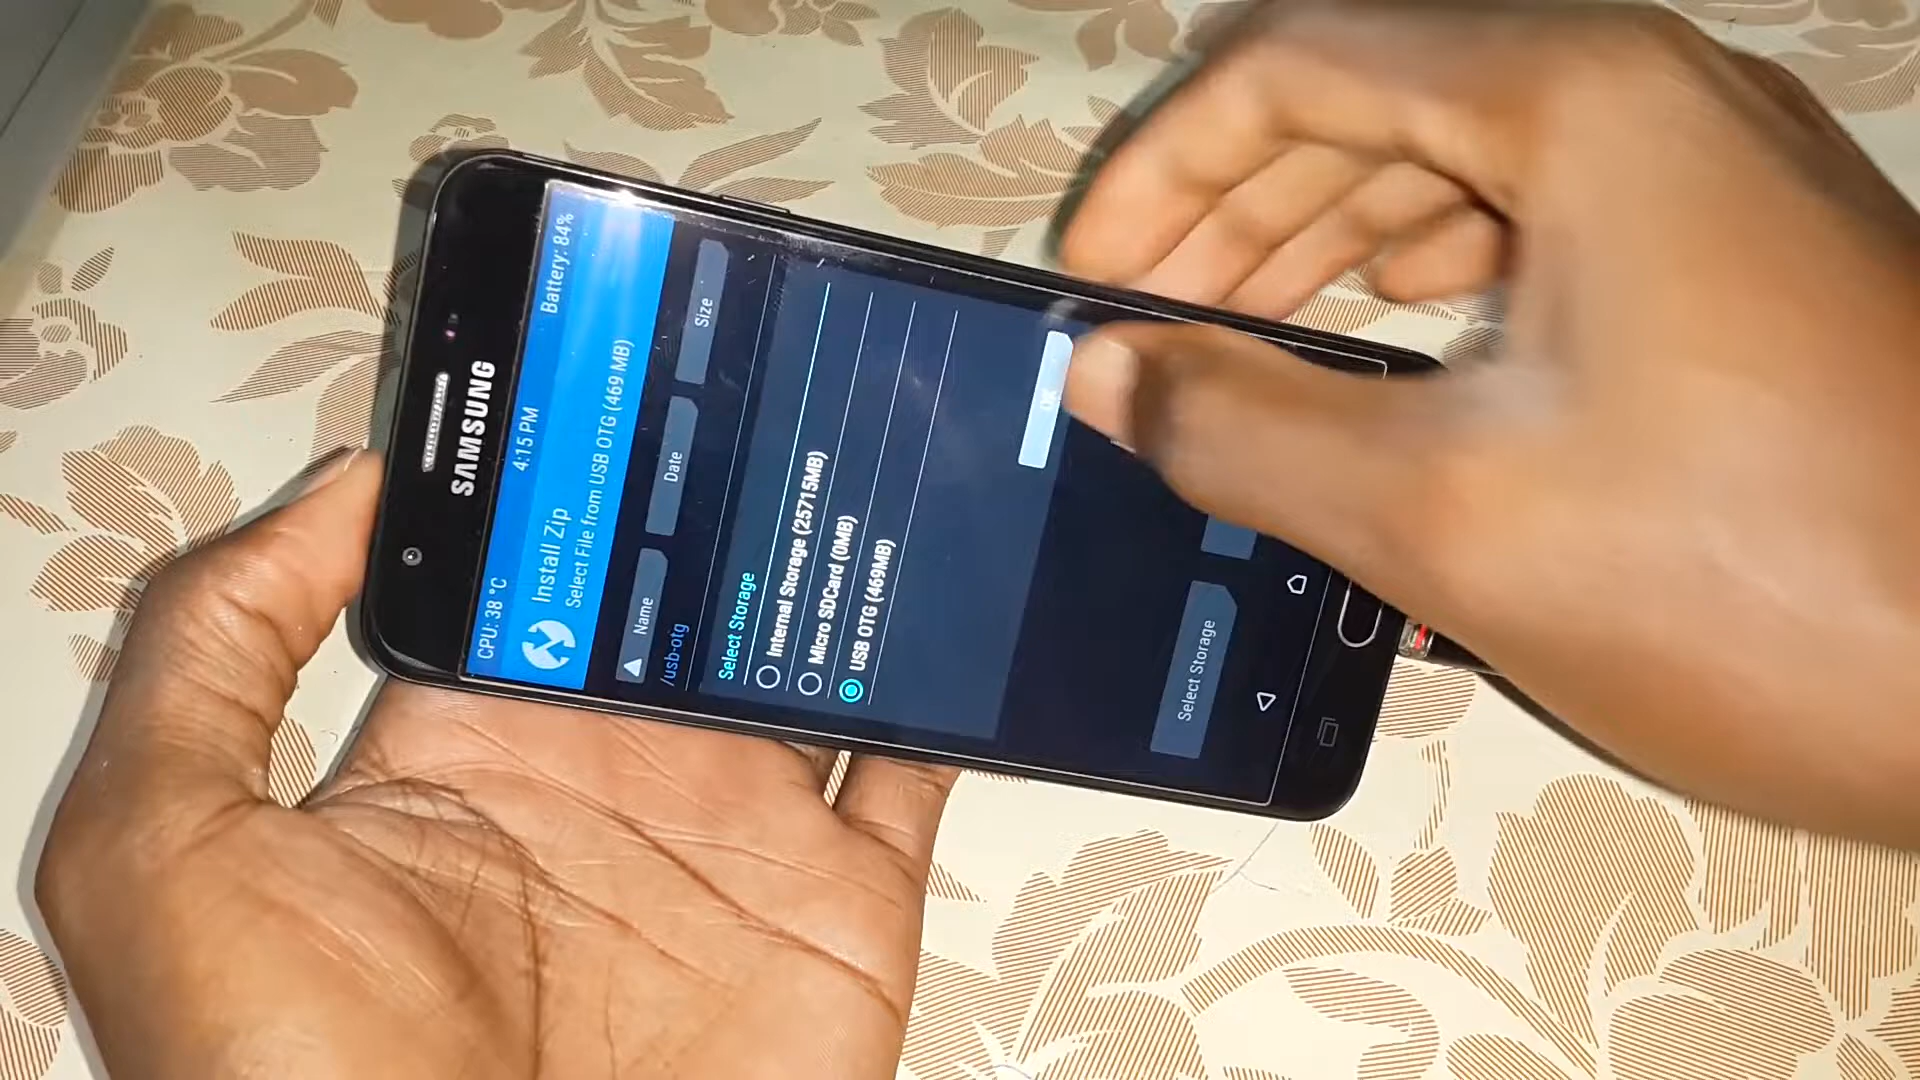 SAMSUNG
CPU: 38 °C
4:15 PM
Battery: 84%
Install Zip
Select File from USB OTG (469 MB)
Name
Date
Size
/usb-otg
Select Storage
Internal Storage (25715MB)
Micro SDCard (0MB)
USB OTG (469MB)
OK
Select Storage